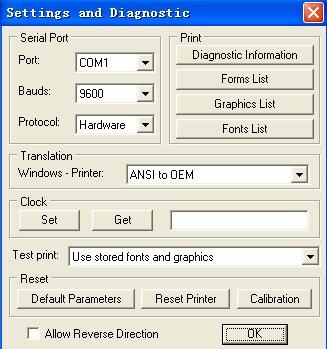 Settings and Diagnostic
Serial Port
Port: COM1
Bauds: 9600
Protocol: Hardware
Print
Diagnostic Information
Forms List
Graphics List
Fonts List
Translation
Windows - Printer: ANSI to OEM
Clock
Set Get
Test print: Use stored fonts and graphics
Reset
Default Parameters Reset Printer Calibration
Allow Reverse Direction OK